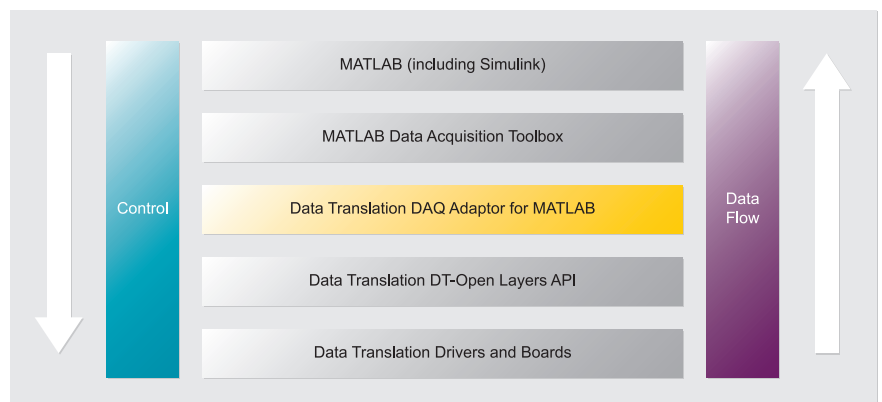 MATLAB (including Simulink)
MATLAB Data Acquisition Toolbox
Control
Data Translation DAQ Adaptor for MATLAB
Data
Flow
Data Translation DT-Open Layers API
Data Translation Drivers and Boards